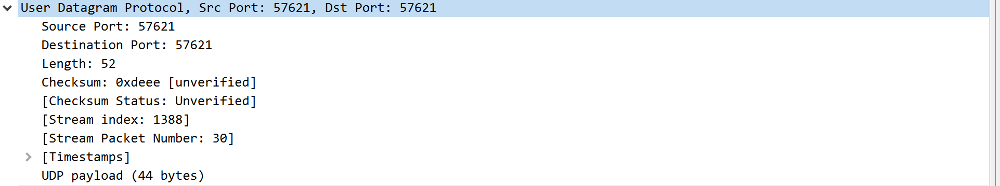 User Datagram Protocol, Src Port: 57621, Dst Port: 57621
Source Port: 57621
Destination Port: 57621
Length: 52
Checksum: 0xdeee [unverified]
[Checksum Status: Unverified]
[Stream index: 1388]
[Stream Packet Number: 30]
[Timestamps]
UDP payload (44 bytes)